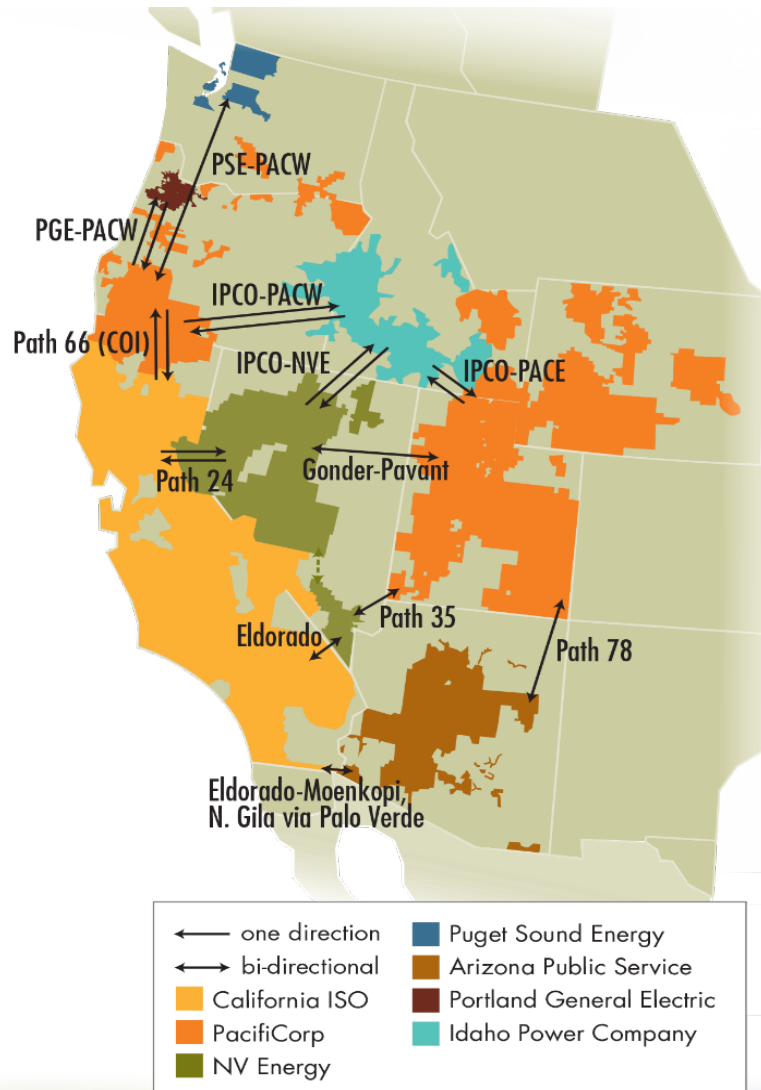 PSE-PACW
PGE-PACW
IPCO-PACW
Path 66 (COI)
IPCO-NVE
IPCO-PACE
Gonder-Pavant
Path 24
Path 35
Eldorado
Path 78
Eldorado-Moenkopi,
N. Gila via Palo Verde
one direction
bi-directional
California ISO
PacifiCorp
NV Energy
Puget Sound Energy
Arizona Public Service
Portland General Electric
Idaho Power Company